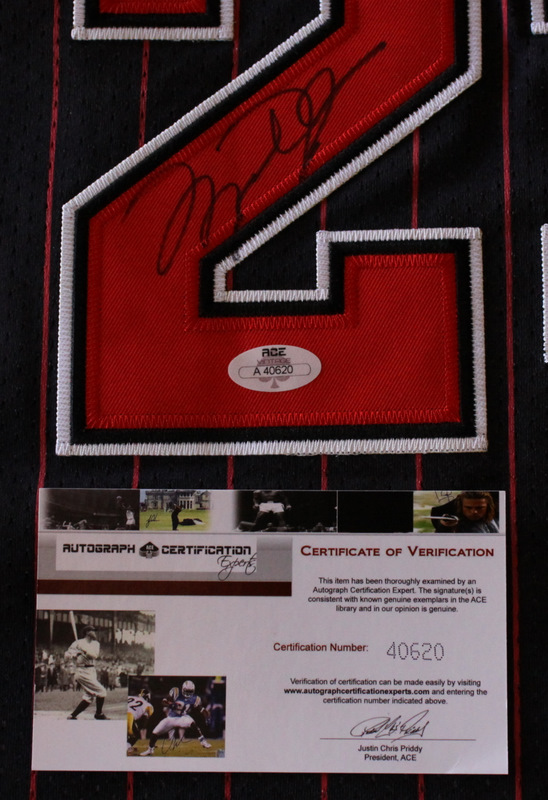 2
ACE
A 40620
AUTOGRAPH ACE CERTIFICATION
Experts
CERTIFICATE OF VERIFICATION
This item has been thoroughly examined by an
Autograph Certification Expert. The signature(s) is
consistent with known genuine exemplars in the ACE
library and in our opinion is genuine.
Certification Number: 40620
Verification of certification can be made easily by visiting
www.autographcertificationexperts.com and entering the
certification number indicated above.
Justin Chris Priddy
President, ACE
22